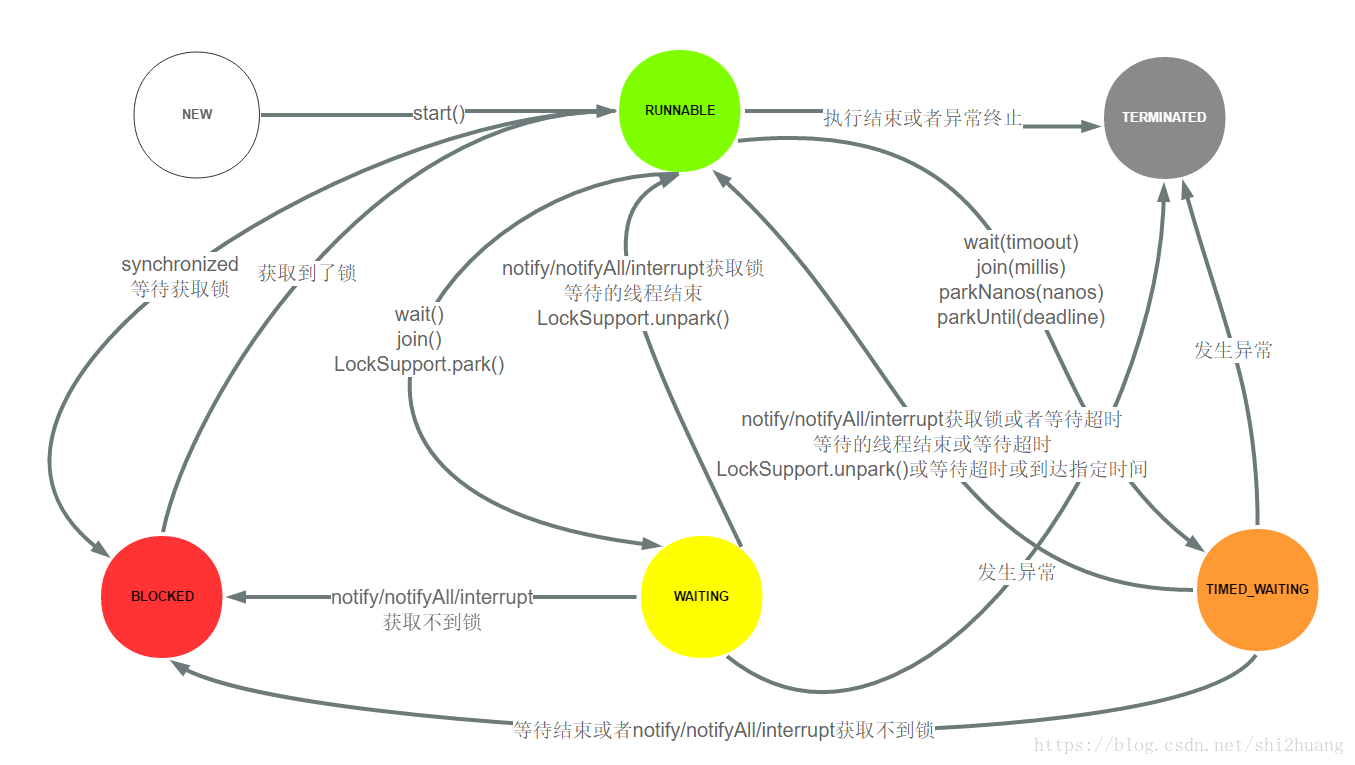 NEW
start()
RUNNABLE
执行结束或者异常终止
TERMINATED
synchronized
等待获取锁
获取到了锁
wait()
join()
LockSupport.park()
notify/notifyAll/interrupt获取锁
等待的线程结束
LockSupport.unpark()
wait(timoout)
join(millis)
parkNanos(nanos)
parkUntil(deadline)
发生异常
notify/notifyAll/interrupt获取锁或者等待超时
等待的线程结束或等待超时
LockSupport.unpark()或等待超时或到达指定时间
发生异常
BLOCKED
notify/notifyAll/interrupt
获取不到锁
WAITING
TIMED_WAITING
等待结束或者notify/notifyAll/interrupt获取不到锁
https://blog.csdn.net/shi2huang